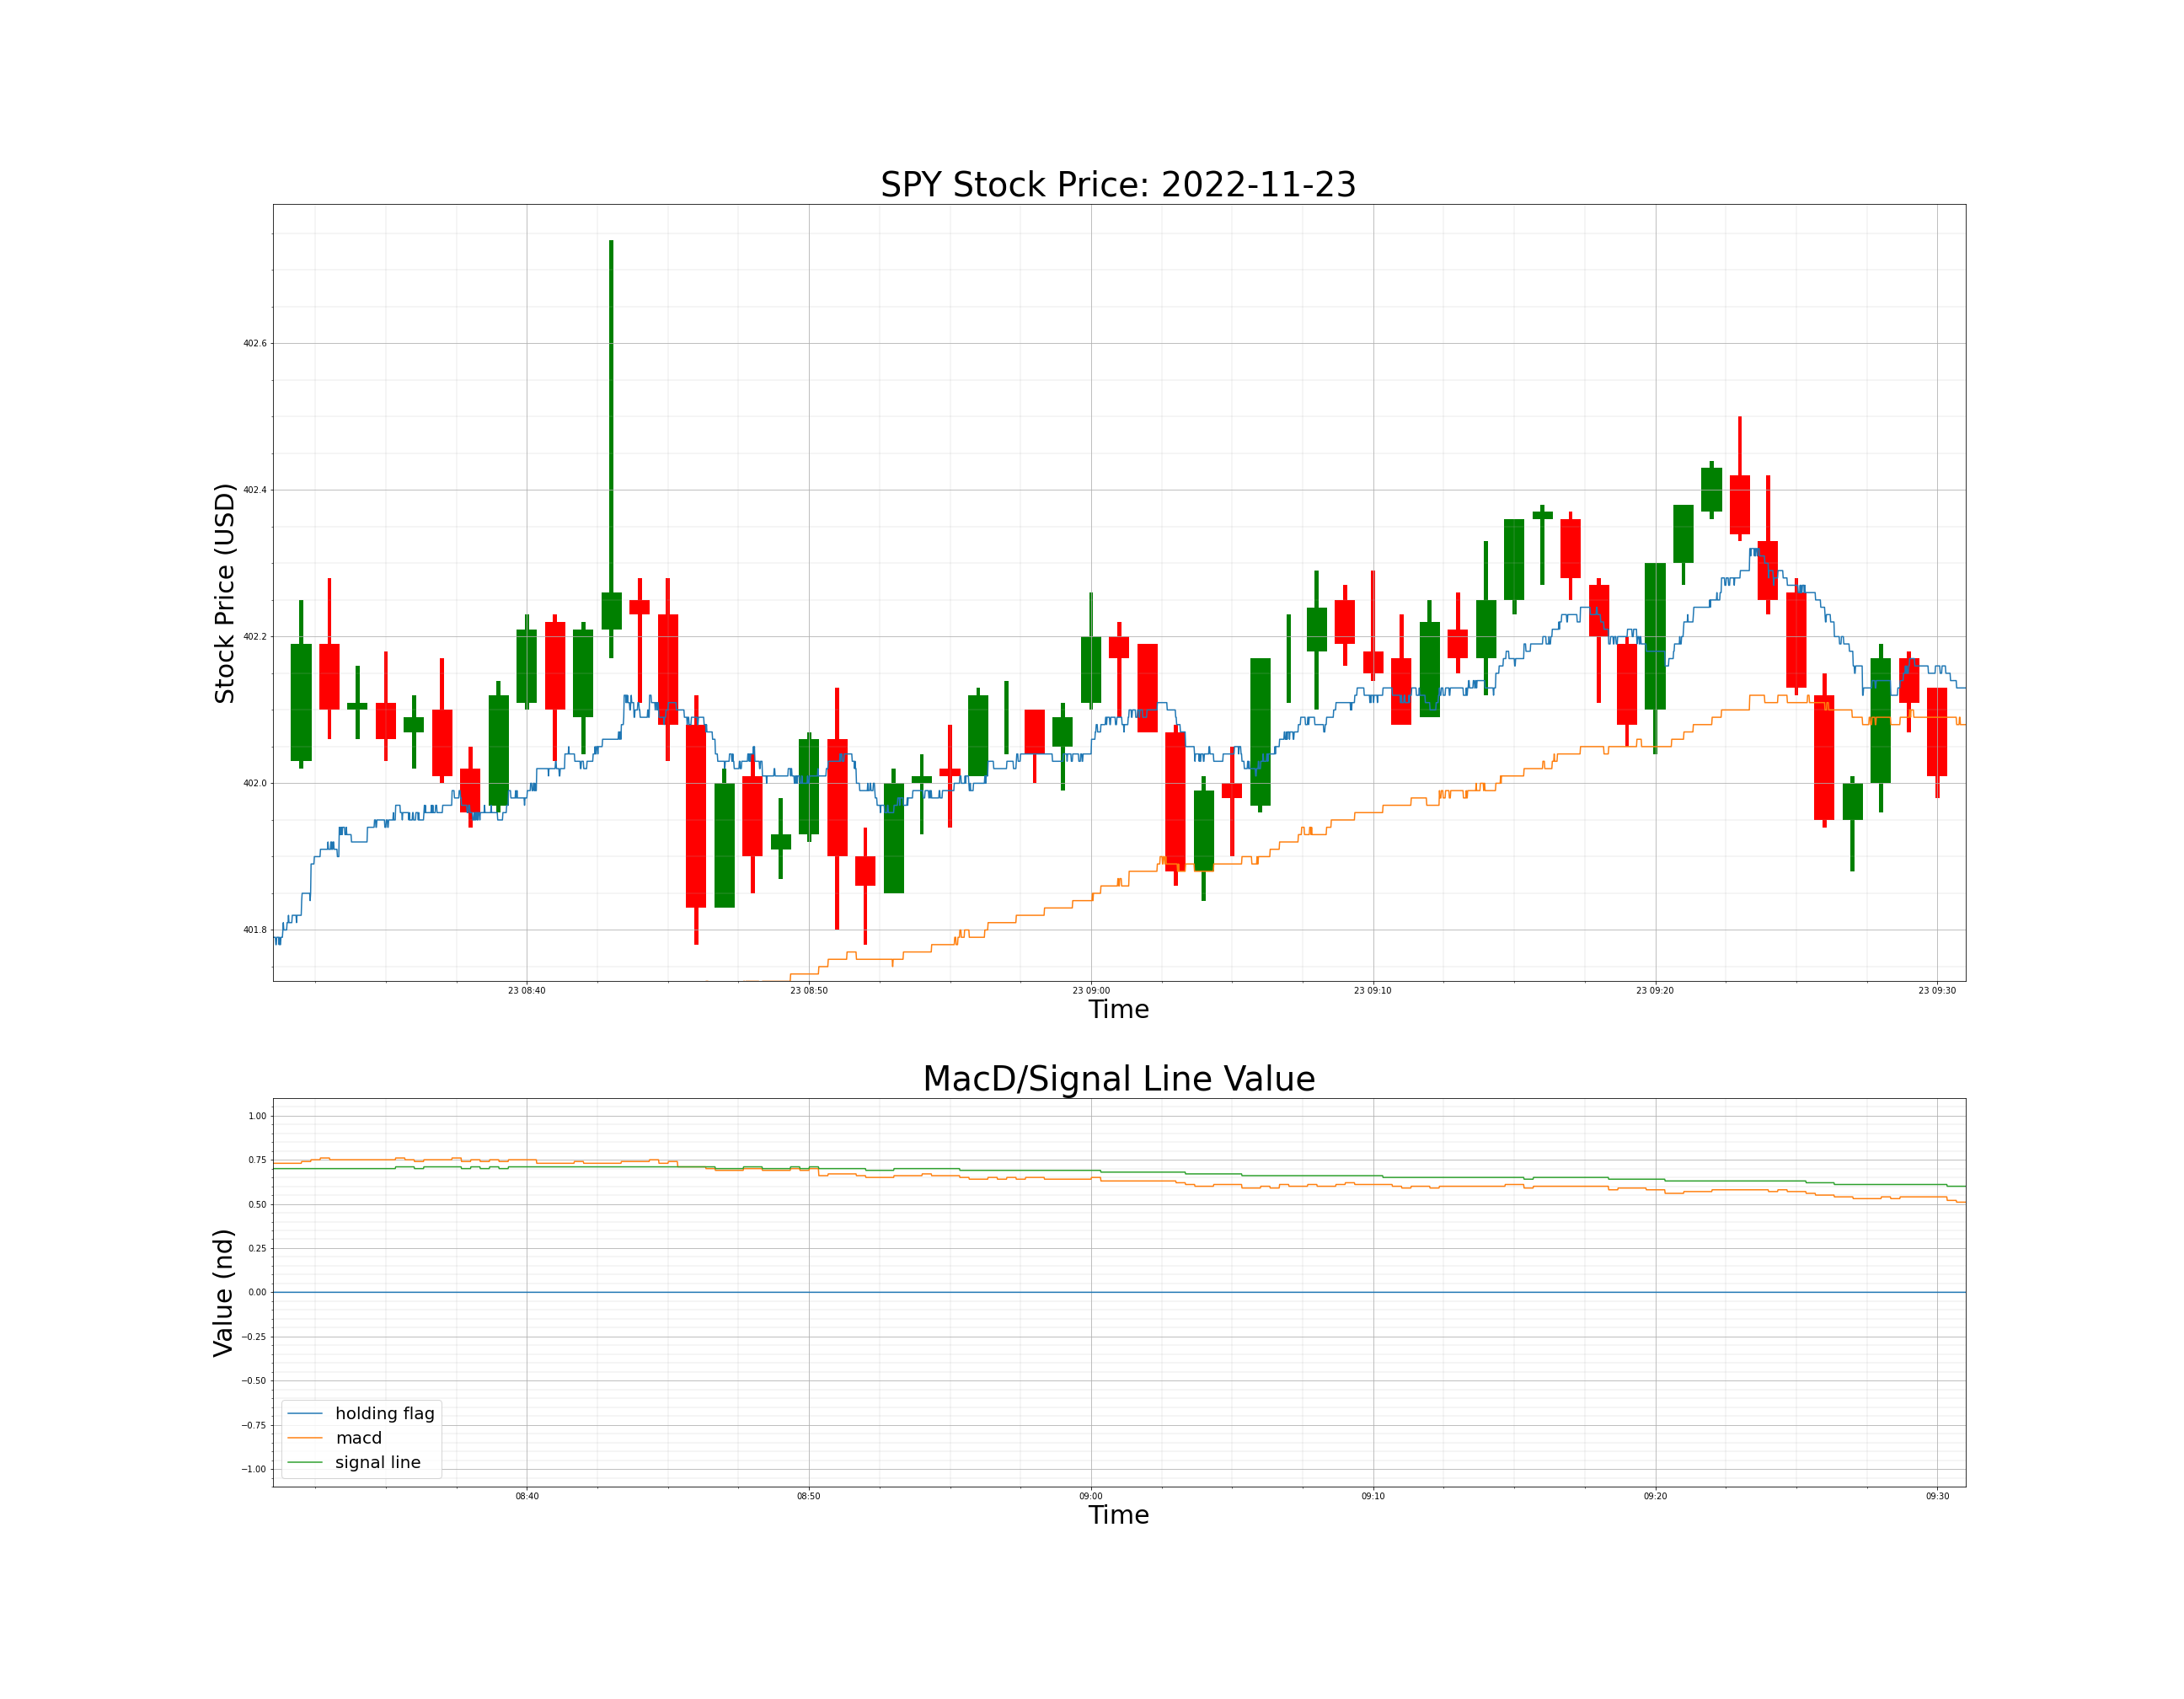 SPY Stock Price: 2022-11-23
Stock Price (USD)
402.6
402.4
402.2
402.0
401.8
23 08:40
23 08:50
23 09:00
23 09:10
23 09:20
23 09:30
Time
MacD/Signal Line Value
Value (nd)
1.00
0.75
0.50
0.25
0.00
−0.25
−0.50
−0.75
−1.00
holding flag
macd
signal line
08:40
08:50
09:00
09:10
09:20
09:30
Time